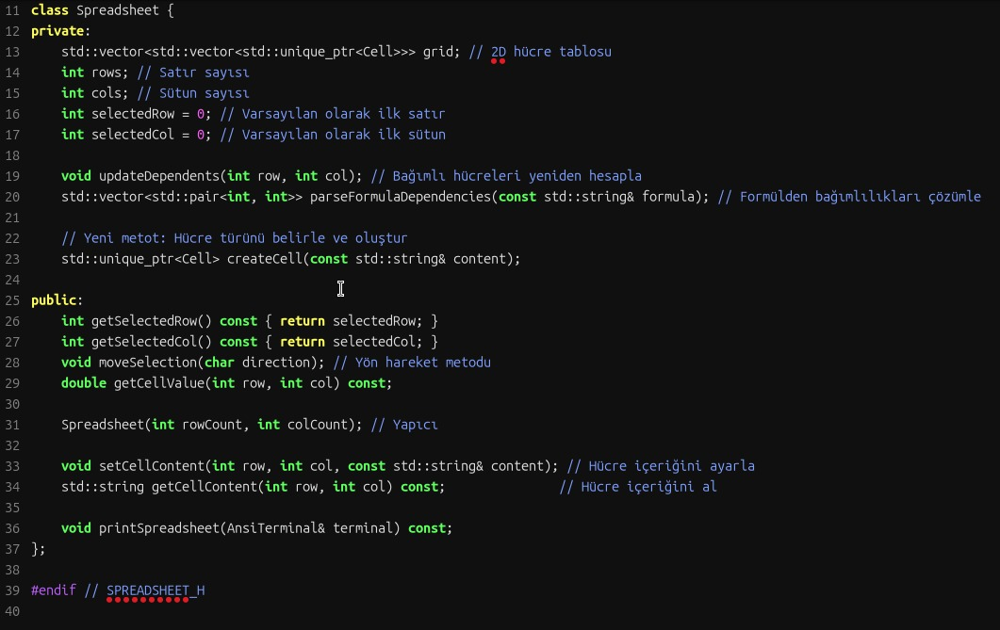 11 class Spreadsheet {
12 private:
13     std::vector<std::vector<std::unique_ptr<Cell>>> grid; // 2D hücre tablosu
14     int rows; // Satır sayısı
15     int cols; // Sütun sayısı
16     int selectedRow = 0; // Varsayılan olarak ilk satır
17     int selectedCol = 0; // Varsayılan olarak ilk sütun
18
19     void updateDependents(int row, int col); // Bağımlı hücreleri yeniden hesapla
20     std::vector<std::pair<int, int>> parseFormulaDependencies(const std::string& formula); // Formülden bağımlılıkları çözümle
21
22     // Yeni metot: Hücre türünü belirle ve oluştur
23     std::unique_ptr<Cell> createCell(const std::string& content);
24
25 public:
26     int getSelectedRow() const { return selectedRow; }
27     int getSelectedCol() const { return selectedCol; }
28     void moveSelection(char direction); // Yön hareket metodu
29     double getCellValue(int row, int col) const;
30
31     Spreadsheet(int rowCount, int colCount); // Yapıcı
32
33     void setCellContent(int row, int col, const std::string& content); // Hücre içeriğini ayarla
34     std::string getCellContent(int row, int col) const;               // Hücre içeriğini al
35
36     void printSpreadsheet(AnsiTerminal& terminal) const;
37 };
38
39 #endif // SPREADSHEET_H
40